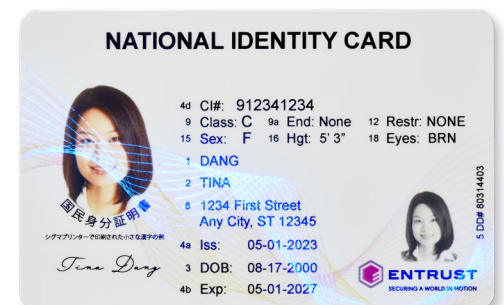 NATIONAL IDENTITY CARD
4d CI#: 912341234
9 Class: C 9a End: None 12 Restr: NONE
15 Sex: F 16 Hgt: 5' 3" 18 Eyes: BRN
1 DANG
2 TINA
8 1234 First Street
Any City, ST 12345
4a Iss: 05-01-2023
3 DOB: 08-17-2000
4b Exp: 05-01-2027
国民身分証明書
シグマプリンターで印刷された小さな漢字の例
Tina Dang
5 DD# 80314403
ENTRUST
SECURING A WORLD IN MOTION